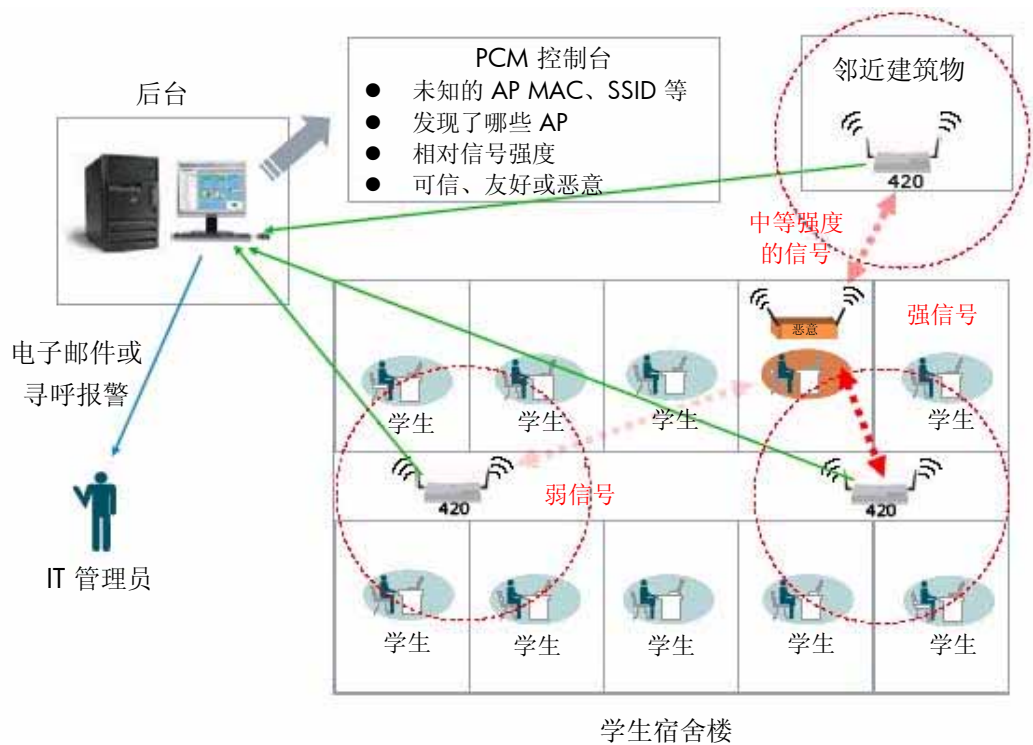 PCM 控制台
● 未知的 AP MAC、SSID 等
● 发现了哪些 AP
● 相对信号强度
● 可信、友好或恶意
后台
邻近建筑物
420
中等强度
的信号
恶意
强信号
电子邮件或
寻呼报警
学生
学生
学生
学生
弱信号
420
420
IT 管理员
学生
学生
学生
学生
学生
学生宿舍楼